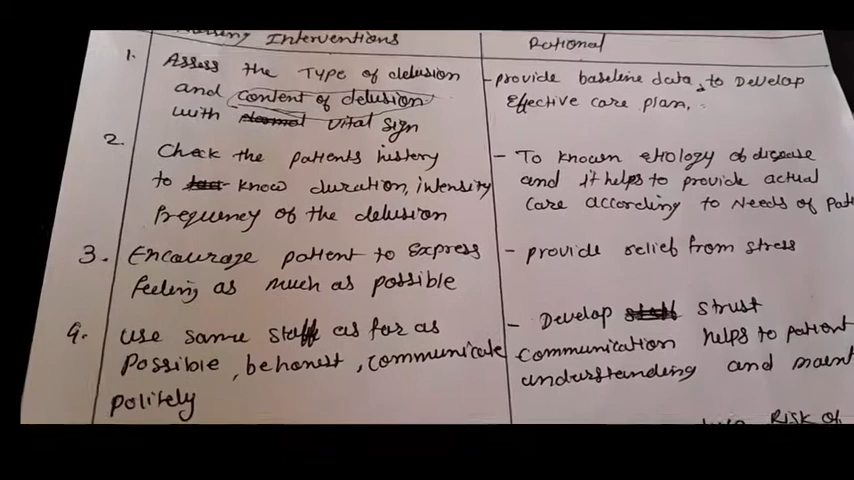 Nursing Interventions
Rational
1. Assess the Type of delusion
and content of delusion
with Normal vital sign
- provide baseline data, to Develop
Effective care plan,
2. Check the patients history
to know duration, intensity
frequency of the delusion
- To known etiology of disease
and it helps to provide actual
care according to Needs of
3. Encourage patient to Express
feeling as much as possible
- provide relief from stress
4. use same staff as far as
possible, be honest, communicate
politely
- Develop staff strust
communication helps to patient
understanding and
Risk of